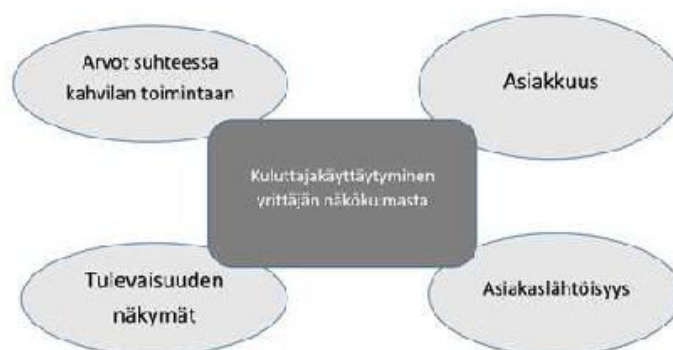 Arvot suhteessa
kahvilan toimintaan
Asiakkuus
Kuluttajakäyttäytyminen
yrittäjän näkökulmasta
Tulevaisuuden
näkymät
Asiakaslähtöisyys